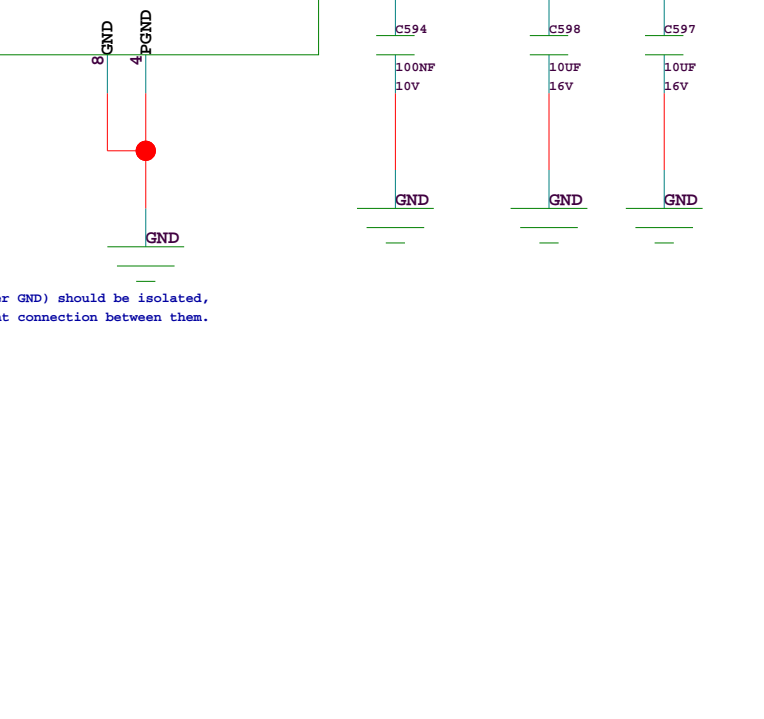 GND
PGND
8
4
C594
100NF
10V
C598
10UF
16V
C597
10UF
16V
GND
GND
GND
GND
GND) should be isolated,
connection between them.